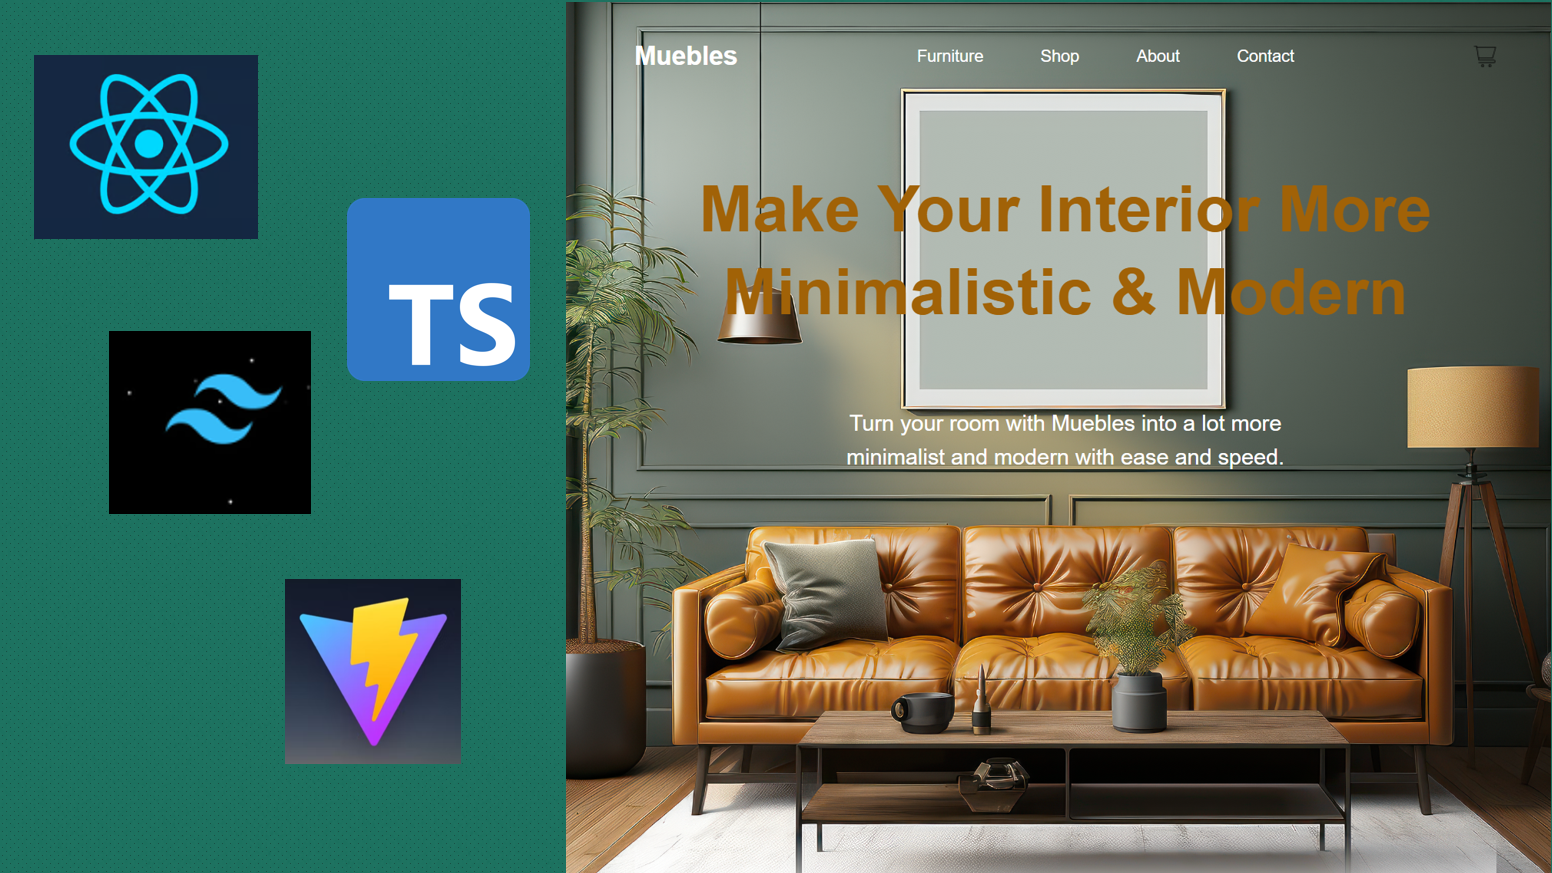 TS
Muebles
Furniture Shop About Contact
Make Your Interior More
Minimalistic & Modern
Turn your room with Muebles into a lot more
minimalist and modern with ease and speed.